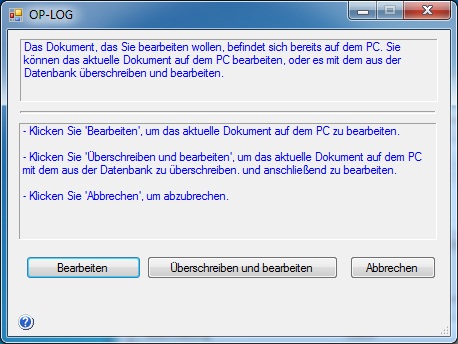 OP-LOG
Das Dokument, das Sie bearbeiten wollen, befindet sich bereits auf dem PC. Sie
können das aktuelle Dokument auf dem PC bearbeiten, oder es mit dem aus der
Datenbank überschreiben und bearbeiten.
- Klicken Sie 'Bearbeiten', um das aktuelle Dokument auf dem PC zu bearbeiten.
- Klicken Sie 'Überschreiben und bearbeiten', um das aktuelle Dokument auf dem PC
mit dem aus der Datenbank zu überschreiben. und anschließend zu bearbeiten.
- Klicken Sie 'Abbrechen', um abzubrechen.
Bearbeiten
Überschreiben und bearbeiten
Abbrechen